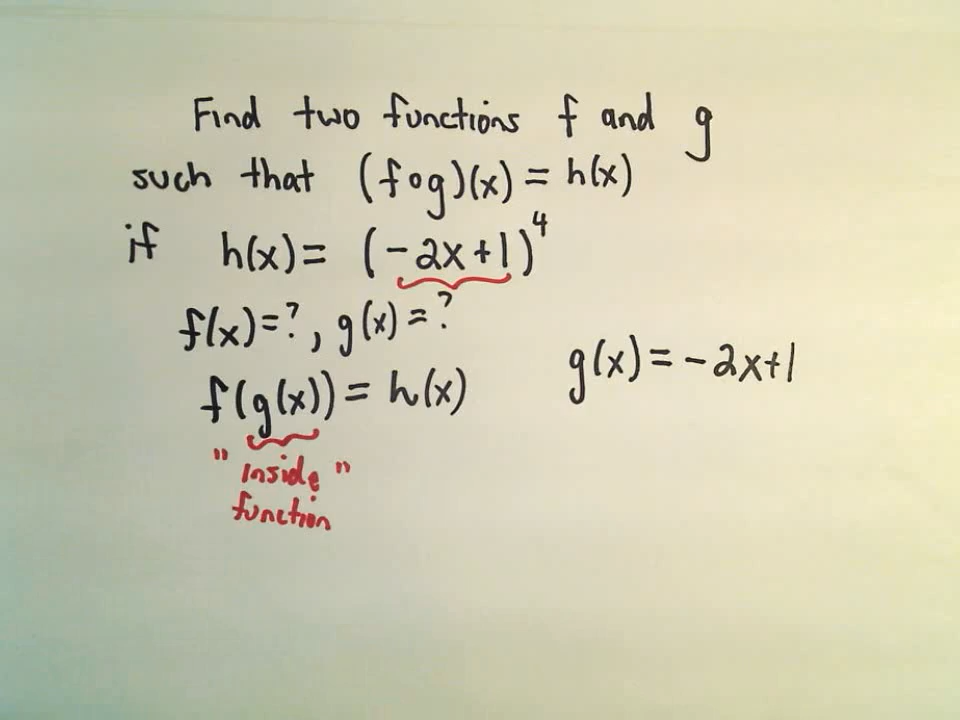 Find two functions f and g
such that (f∘g)(x) = h(x)
if h(x) = (-2x+1)⁴
f(x)=?, g(x)=?
g(x) = -2x+1
f(g(x)) = h(x)
"Inside"
function